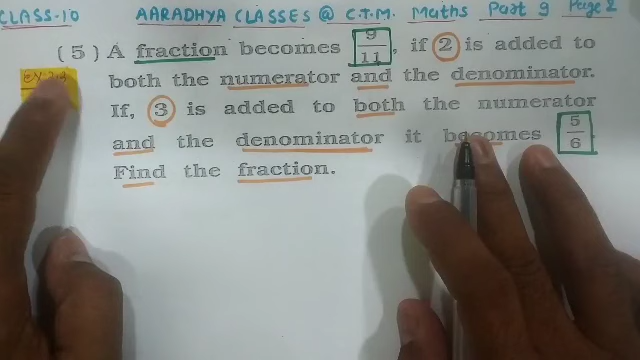 CLASS-10 AARADHYA CLASSES @ C.T.M. Maths Part 9 Page 2
(5) A fraction becomes 9/11, if 2 is added to
both the numerator and the denominator.
If, 3 is added to both the numerator
and the denominator it becomes 5/6
Find the fraction.